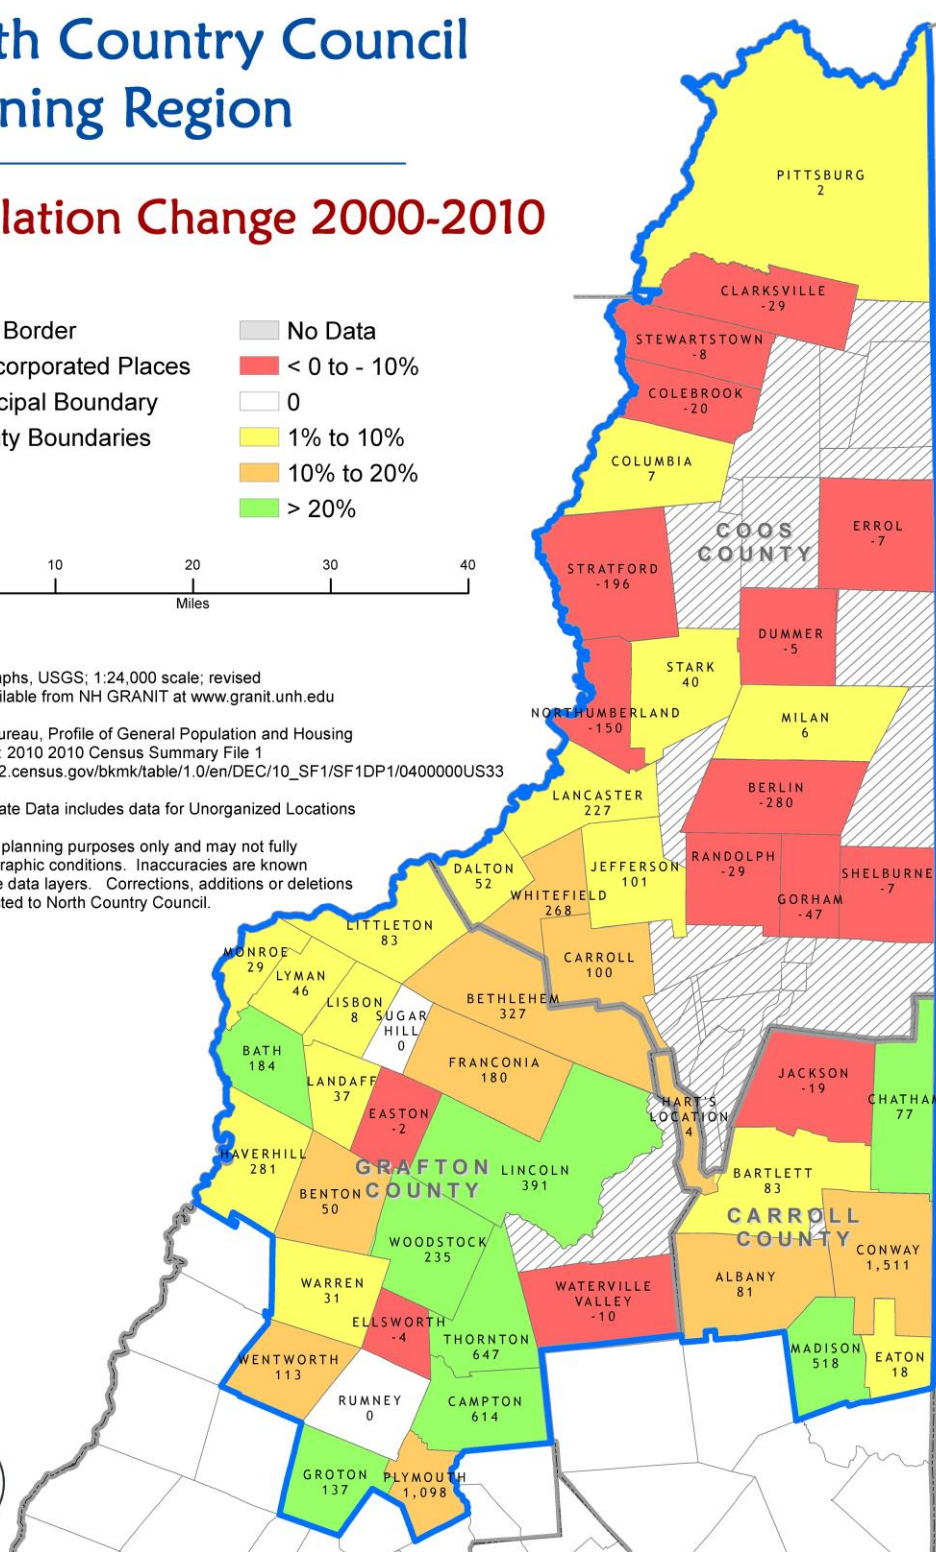 th Country Council
ning Region
lation Change 2000-2010
Border
corporated Places
cipal Boundary
ty Boundaries
No Data
< 0 to - 10%
0
1% to 10%
10% to 20%
> 20%
10 20 30 40
Miles
aphs, USGS; 1:24,000 scale; revised
ilable from NH GRANIT at www.granit.unh.edu
ureau, Profile of General Population and Housing
: 2010 2010 Census Summary File 1
2.census.gov/bkmk/table/1.0/en/DEC/10_SF1/SF1DP1/0400000US33
ate Data includes data for Unorganized Locations
planning purposes only and may not fully
raphic conditions. Inaccuracies are known
e data layers. Corrections, additions or deletions
cted to North Country Council.
PITTSBURG
2
CLARKSVILLE
-29
STEWARTSTOWN
-8
COLEBROOK
-20
COLUMBIA
7
COOS
COUNTY
ERROL
-7
STRATFORD
-196
DUMMER
-5
STARK
40
NORTHUMBERLAND
-150
MILAN
6
LANCASTER
227
BERLIN
-280
DALTON
52
JEFFERSON
101
RANDOLPH
-29
SHELBURNE
-7
WHITEFIELD
268
GORHAM
-47
LITTLETON
83
MONROE
29
CARROLL
100
LYMAN
46
LISBON
8
BETHLEHEM
327
SUGAR
HILL
0
BATH
184
FRANCONIA
180
LANDAFF
37
JACKSON
-19
CHATHAM
77
EASTON
-2
HART'S
LOCATION
4
HAVERHILL
281
GRAFTON
COUNTY
LINCOLN
391
BARTLETT
83
BENTON
50
CARROLL
COUNTY
WOODSTOCK
235
CONWAY
1,511
ALBANY
81
WARREN
31
WATERVILLE
VALLEY
-10
ELLSWORTH
-4
THORNTON
647
MADISON
518
EATON
18
WENTWORTH
113
RUMNEY
0
CAMPTON
614
GROTON
137
PLYMOUTH
1,098